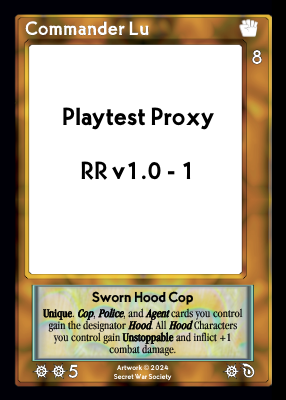 Commander Lu
8
Playtest Proxy
RR v1.0 - 1
Sworn Hood Cop
Unique. Cop, Police, and Agent cards you control
gain the designator Hood. All Hood Characters
you control gain Unstoppable and inflict +1
combat damage.
5
Artwork © 2024
Secret War Society